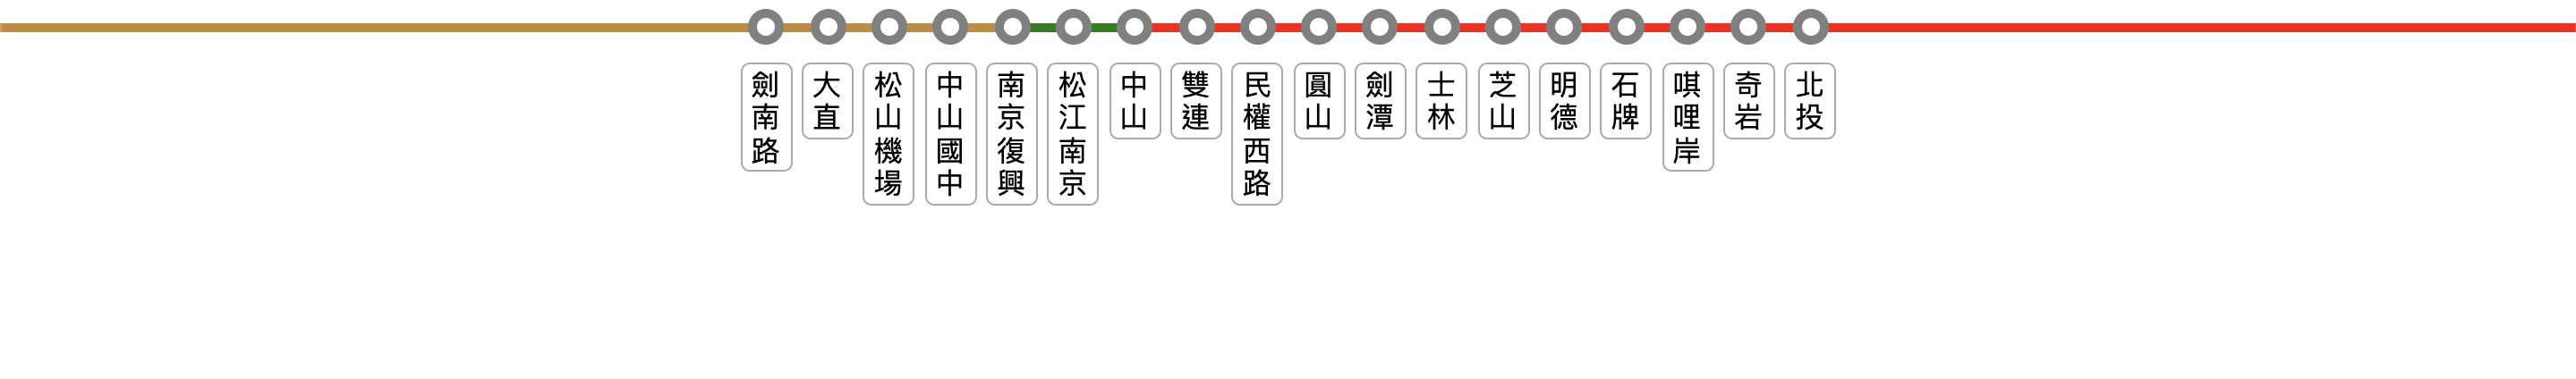 劍南路
大直
松山機場
中山國中
南京復興
松江南京
中山
雙連
民權西路
圓山
劍潭
士林
芝山
明德
石牌
唭哩岸
奇岩
北投